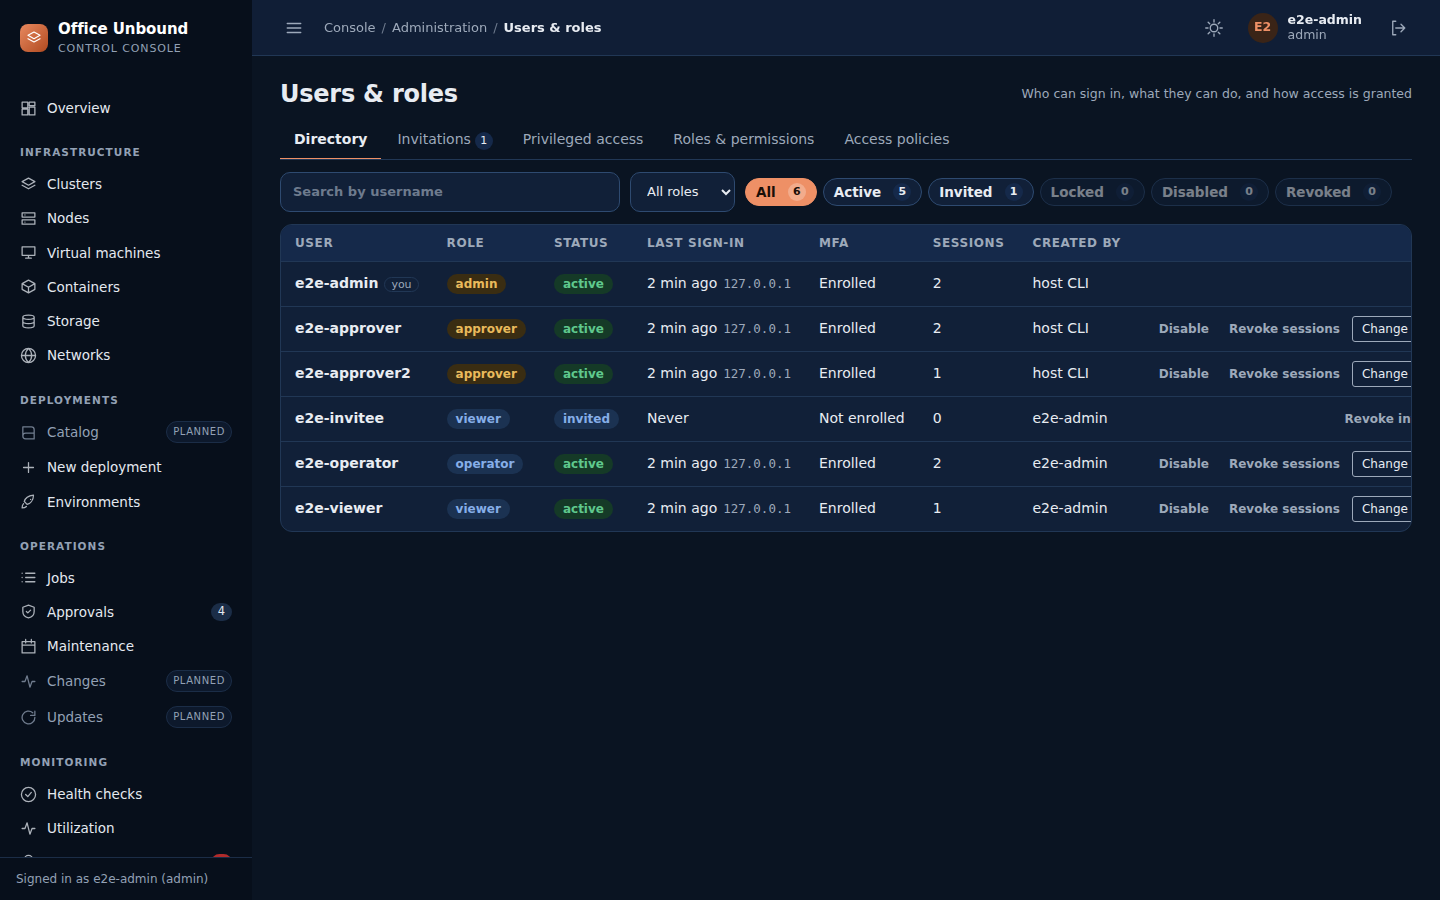 Office Unbound
CONTROL CONSOLE
Overview
INFRASTRUCTURE
Clusters
Nodes
Virtual machines
Containers
Storage
Networks
DEPLOYMENTS
Catalog PLANNED
New deployment
Environments
OPERATIONS
Jobs
Approvals 4
Maintenance
Changes PLANNED
Updates PLANNED
MONITORING
Health checks
Utilization
Signed in as e2e-admin (admin)
Console / Administration / Users & roles
E2 e2e-admin
admin
Users & roles
Who can sign in, what they can do, and how access is granted
Directory Invitations 1 Privileged access Roles & permissions Access policies
Search by username All roles All 6 Active 5 Invited 1 Locked 0 Disabled 0 Revoked 0
USER ROLE STATUS LAST SIGN-IN MFA SESSIONS CREATED BY
e2e-admin you admin active 2 min ago 127.0.0.1 Enrolled 2 host CLI
e2e-approver approver active 2 min ago 127.0.0.1 Enrolled 2 host CLI Disable Revoke sessions Change
e2e-approver2 approver active 2 min ago 127.0.0.1 Enrolled 1 host CLI Disable Revoke sessions Change
e2e-invitee viewer invited Never Not enrolled 0 e2e-admin Revoke in
e2e-operator operator active 2 min ago 127.0.0.1 Enrolled 2 e2e-admin Disable Revoke sessions Change
e2e-viewer viewer active 2 min ago 127.0.0.1 Enrolled 1 e2e-admin Disable Revoke sessions Change